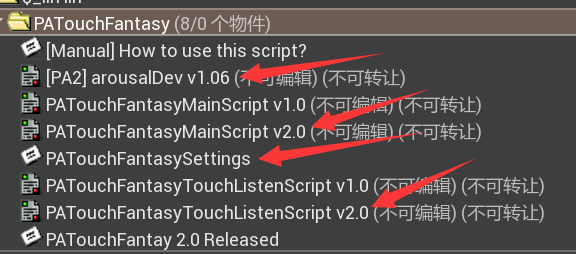 PATouchFantasy (8/0 个物件)
[Manual] How to use this script?
[PA2] arousalDev v1.06 (不可编辑) (不可转让)
PATouchFantasyMainScript v1.0 (不可编辑) (不可转让)
PATouchFantasyMainScript v2.0 (不可编辑) (不可转让)
PATouchFantasySettings
PATouchFantasyTouchListenScript v1.0 (不可编辑) (不可转让)
PATouchFantasyTouchListenScript v2.0 (不可编辑) (不可转让)
PATouchFantay 2.0 Released